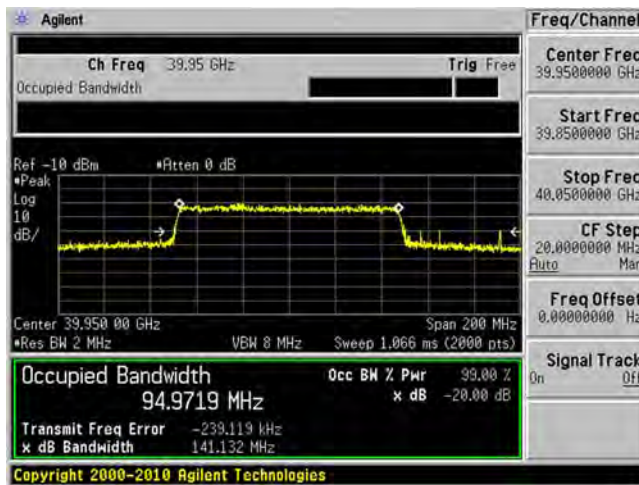 Agilent
Freq/Channel
Ch Freq 39.95 GHz Trig Free
Occupied Bandwidth
Center Freq
39.9500000 GHz
Start Freq
39.8500000 GHz
Stop Freq
40.0500000 GHz
CF Step
20.0000000 MHz
Auto Man
Freq Offset
0.00000000 Hz
Signal Track
On Off
Ref -10 dBm #Atten 0 dB
#Peak
Log
10
dB/
Center 39.950 00 GHz Span 200 MHz
#Res BW 2 MHz VBW 8 MHz Sweep 1.066 ms (2000 pts)
Occupied Bandwidth Occ BW % Pwr 99.00 %
94.9719 MHz x dB -20.00 dB
Transmit Freq Error -239.119 kHz
x dB Bandwidth 141.132 MHz
Copyright 2000-2010 Agilent Technologies